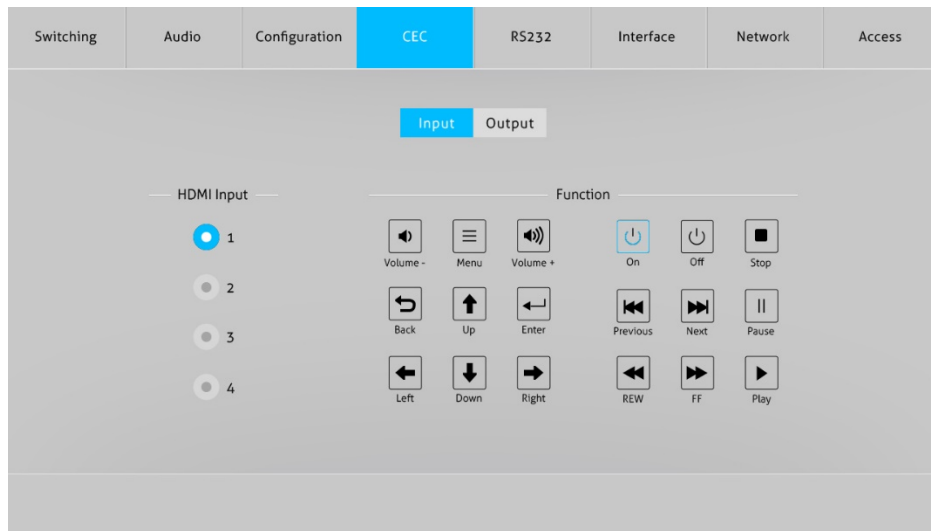 Switching Audio Configuration CEC RS232 Interface Network Access
Input Output
HDMI Input
Function
1
2
3
4
Volume - Menu Volume + On Off Stop
Back Up Enter Previous Next Pause
Left Down Right REW FF Play